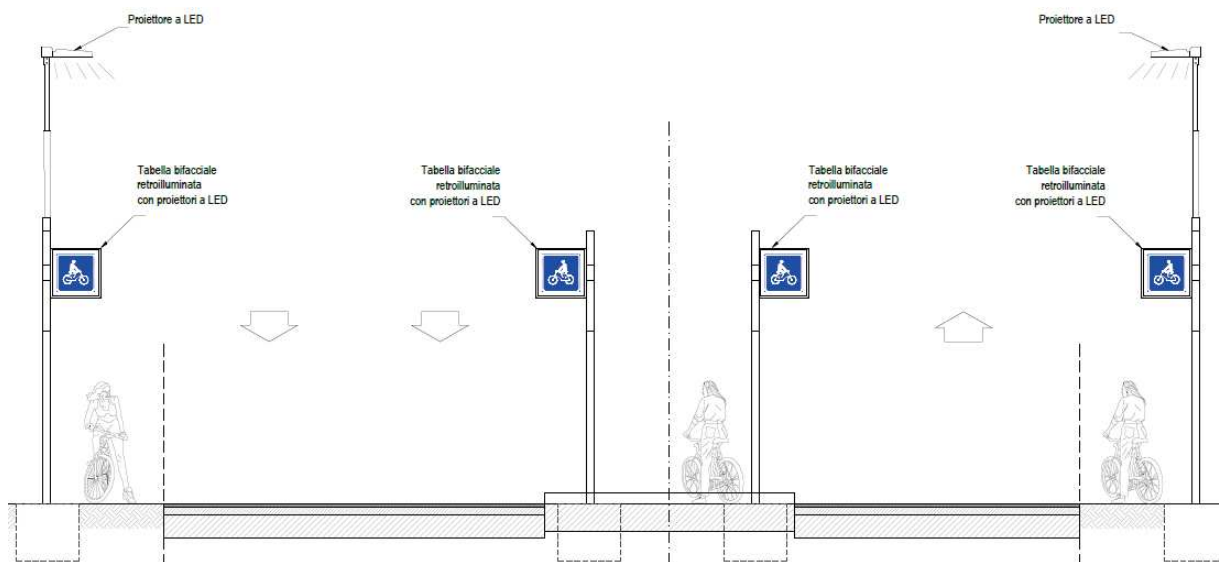 Proiettore a LED
Proiettore a LED
Tabella bifacciale
retroilluminata
con proiettori a LED
Tabella bifacciale
retroilluminata
con proiettori a LED
Tabella bifacciale
retroilluminata
con proiettori a LED
Tabella bifacciale
retroilluminata
con proiettori a LED